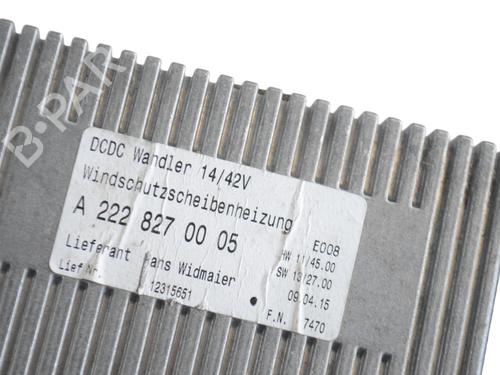 B-PARTS
DCDC Wandler 14/42V
Windschutzscheibenheizung
A 222 827 00 05
Lieferant Hans Widmaier
Lief Nr.
12315651
E008
HW 11/45.00
SW 13/27.00
09.04.15
F.N. 7470